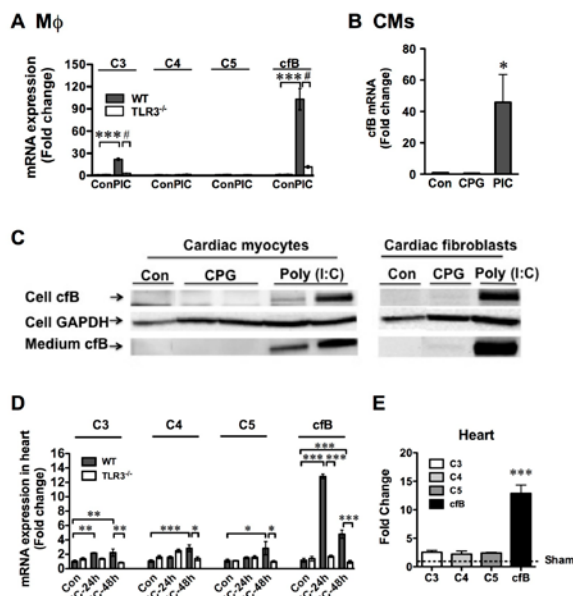 A Mϕ
C3 C4 C5 cfB
mRNA expression
(Fold change)
150
120
90
60
30
0
WT
TLR3-/-
*** #
*** #
ConPIC ConPIC ConPIC ConPIC
B CMs
cfB mRNA
(Fold change)
80
60
40
20
0
*
Con CPG PIC
C
Cardiac myocytes Cardiac fibroblasts
Con CPG Poly (I:C) Con CPG Poly (I:C)
Cell cfB
Cell GAPDH
Medium cfB
D
C3 C4 C5 cfB
mRNA expression in heart
(Fold Change)
16
14
12
10
8
6
4
2
0
WT
TLR3-/-
** ** **
*** *
* *
*** *** *** ***
Con
Con
Con
Con
E Heart
Fold Change
20
15
10
5
0
C3
C4
C5
cfB
***
Sham
C3 C4 C5 cfB